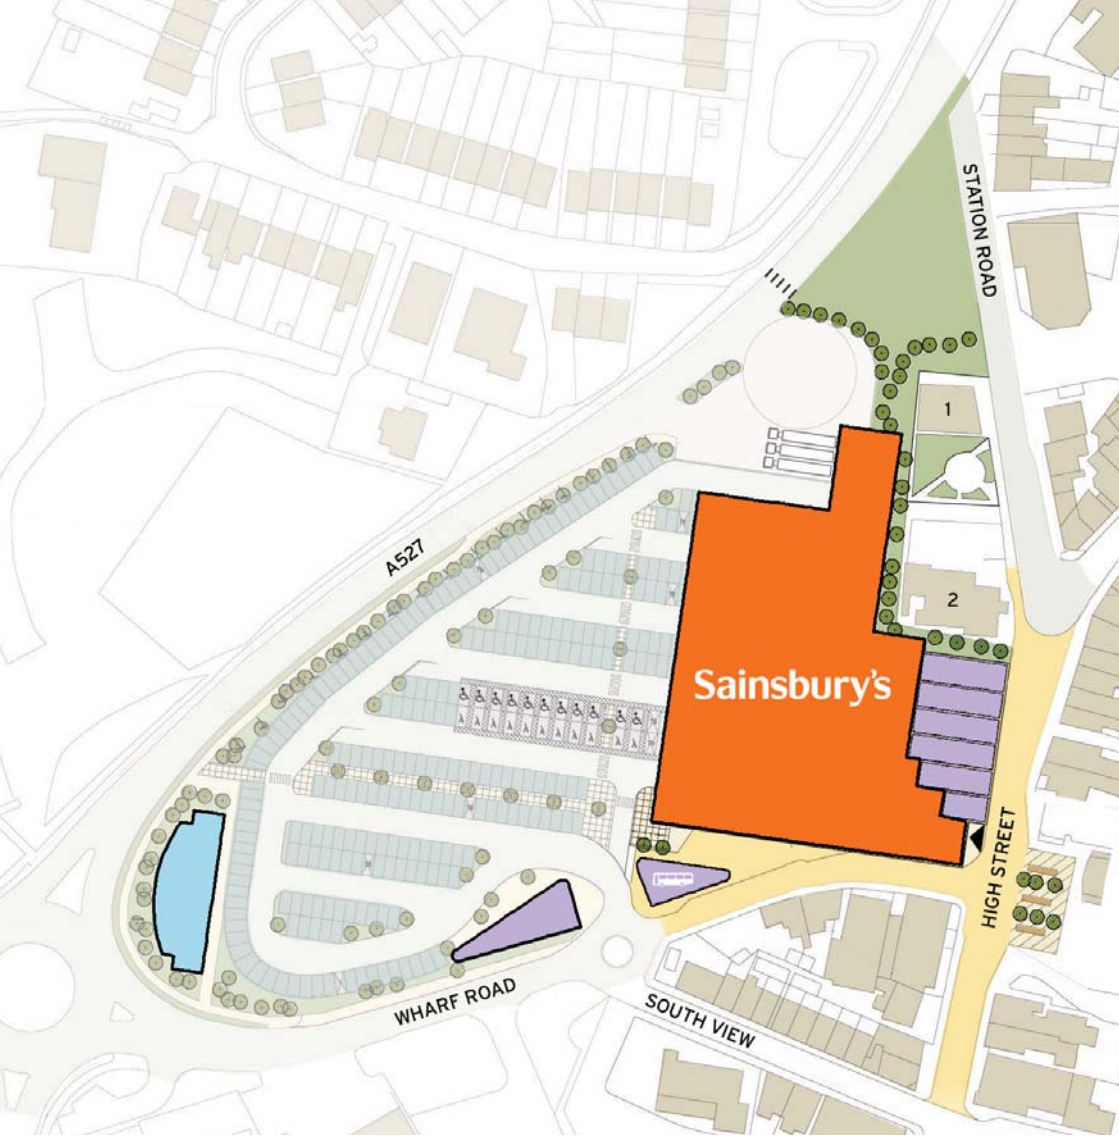 STATION ROAD
1
A527
2
Sainsbury's
HIGH STREET
WHARF ROAD
SOUTH VIEW